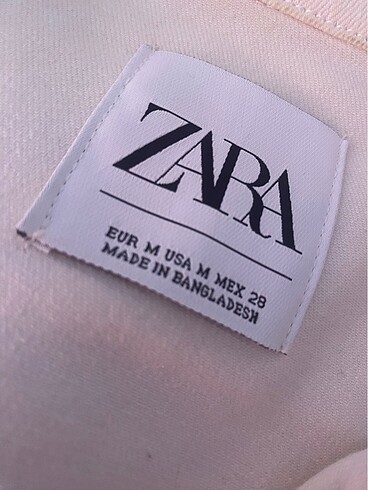 ZARA
EUR M USA M MEX 28
MADE IN BANGLADESH